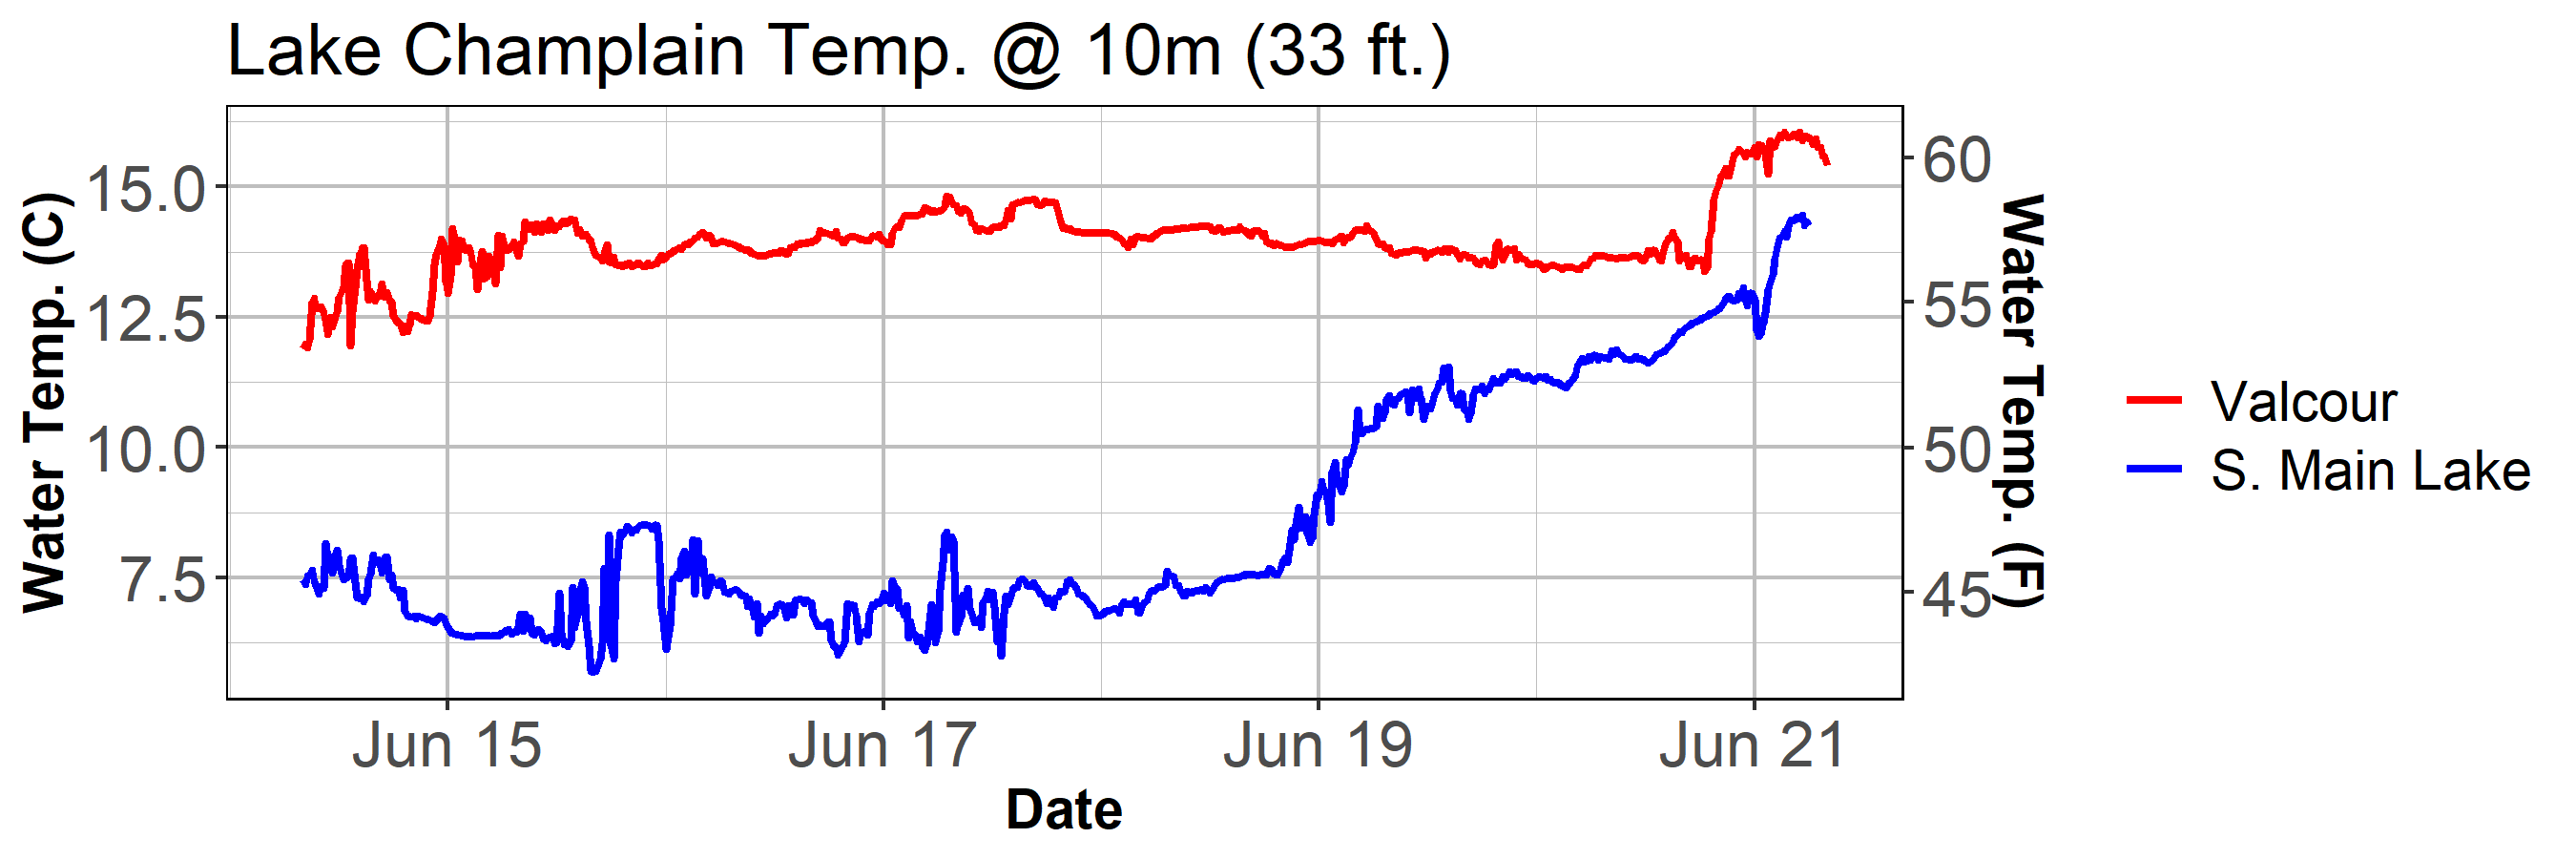 Lake Champlain Temp. @ 10m (33 ft.)
Water Temp. (C)
15.0
12.5
10.0
7.5
60
55
50
45
Water Temp. (F)
Jun 15
Jun 17
Jun 19
Jun 21
Date
Valcour
S. Main Lake